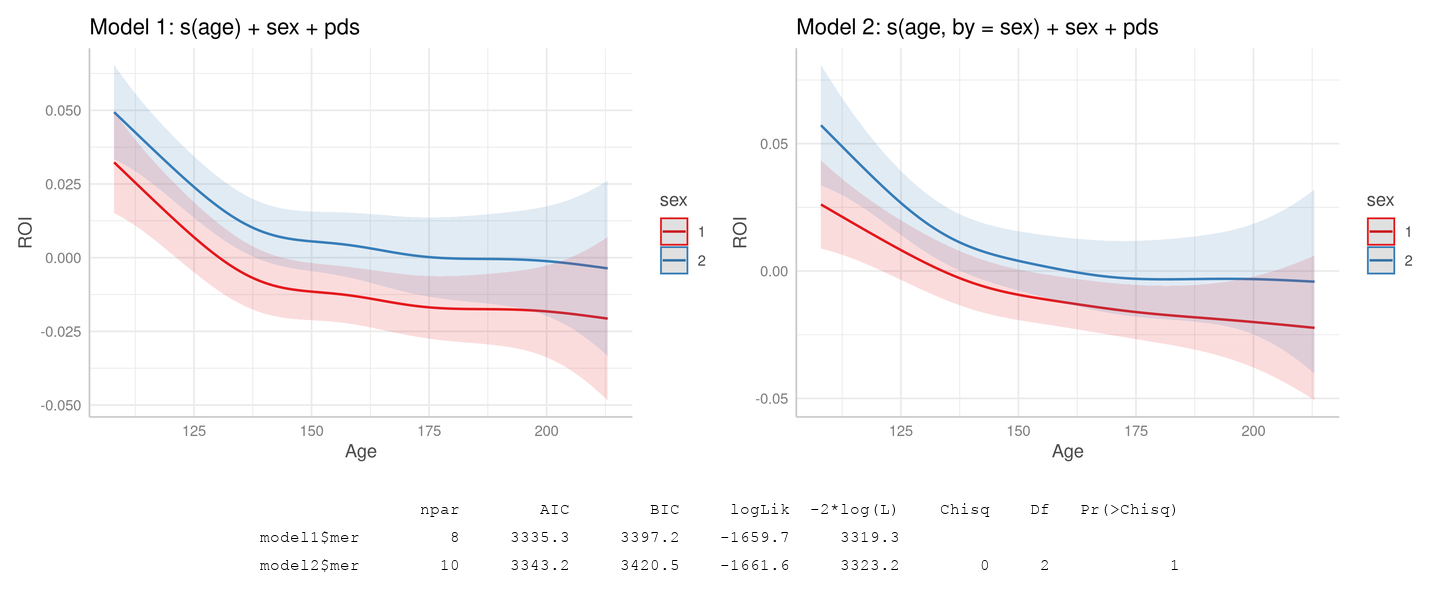 Model 1: s(age) + sex + pds
0.050
0.025
0.000
-0.025
-0.050
ROI
125 150 175 200
Age
sex
1
2
Model 2: s(age, by = sex) + sex + pds
0.05
0.00
-0.05
ROI
125 150 175 200
Age
sex
1
2
npar AIC BIC logLik -2*log(L) Chisq Df Pr(>Chisq)
model1$mer 8 3335.3 3397.2 -1659.7 3319.3
model2$mer 10 3343.2 3420.5 -1661.6 3323.2 0 2 1